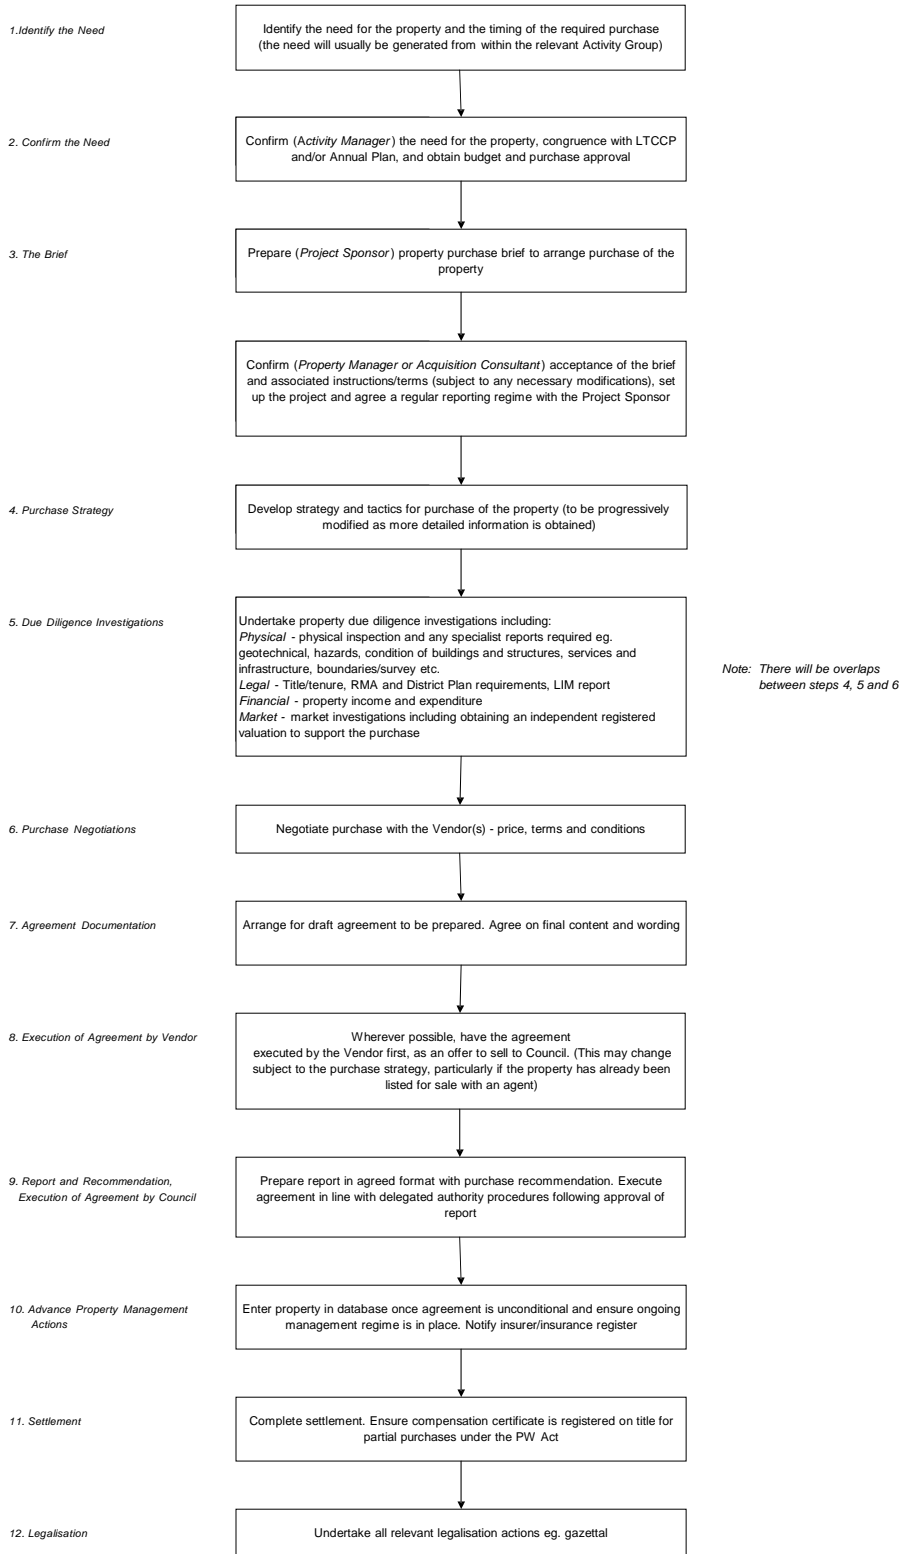 1.Identify the Need
Identify the need for the property and the timing of the required purchase
(the need will usually be generated from within the relevant Activity Group)
2. Confirm the Need
Confirm (Activity Manager) the need for the property, congruence with LTCCP
and/or Annual Plan, and obtain budget and purchase approval
3. The Brief
Prepare (Project Sponsor) property purchase brief to arrange purchase of the
property
Confirm (Property Manager or Acquisition Consultant) acceptance of the brief
and associated instructions/terms (subject to any necessary modifications), set
up the project and agree a regular reporting regime with the Project Sponsor
4. Purchase Strategy
Develop strategy and tactics for purchase of the property (to be progressively
modified as more detailed information is obtained)
5. Due Diligence Investigations
Undertake property due diligence investigations including:
Physical - physical inspection and any specialist reports required eg.
geotechnical, hazards, condition of buildings and structures, services and
infrastructure, boundaries/survey etc.
Legal - Title/tenure, RMA and District Plan requirements, LIM report
Financial - property income and expenditure
Market - market investigations including obtaining an independent registered
valuation to support the purchase
Note: There will be overlaps
between steps 4, 5 and 6
6. Purchase Negotiations
Negotiate purchase with the Vendor(s) - price, terms and conditions
7. Agreement Documentation
Arrange for draft agreement to be prepared. Agree on final content and wording
8. Execution of Agreement by Vendor
Wherever possible, have the agreement
executed by the Vendor first, as an offer to sell to Council. (This may change
subject to the purchase strategy, particularly if the property has already been
listed for sale with an agent)
9. Report and Recommendation,
Execution of Agreement by Council
Prepare report in agreed format with purchase recommendation. Execute
agreement in line with delegated authority procedures following approval of
report
10. Advance Property Management
Actions
Enter property in database once agreement is unconditional and ensure ongoing
management regime is in place. Notify insurer/insurance register
11. Settlement
Complete settlement. Ensure compensation certificate is registered on title for
partial purchases under the PW Act
12. Legalisation
Undertake all relevant legalisation actions eg. gazettal